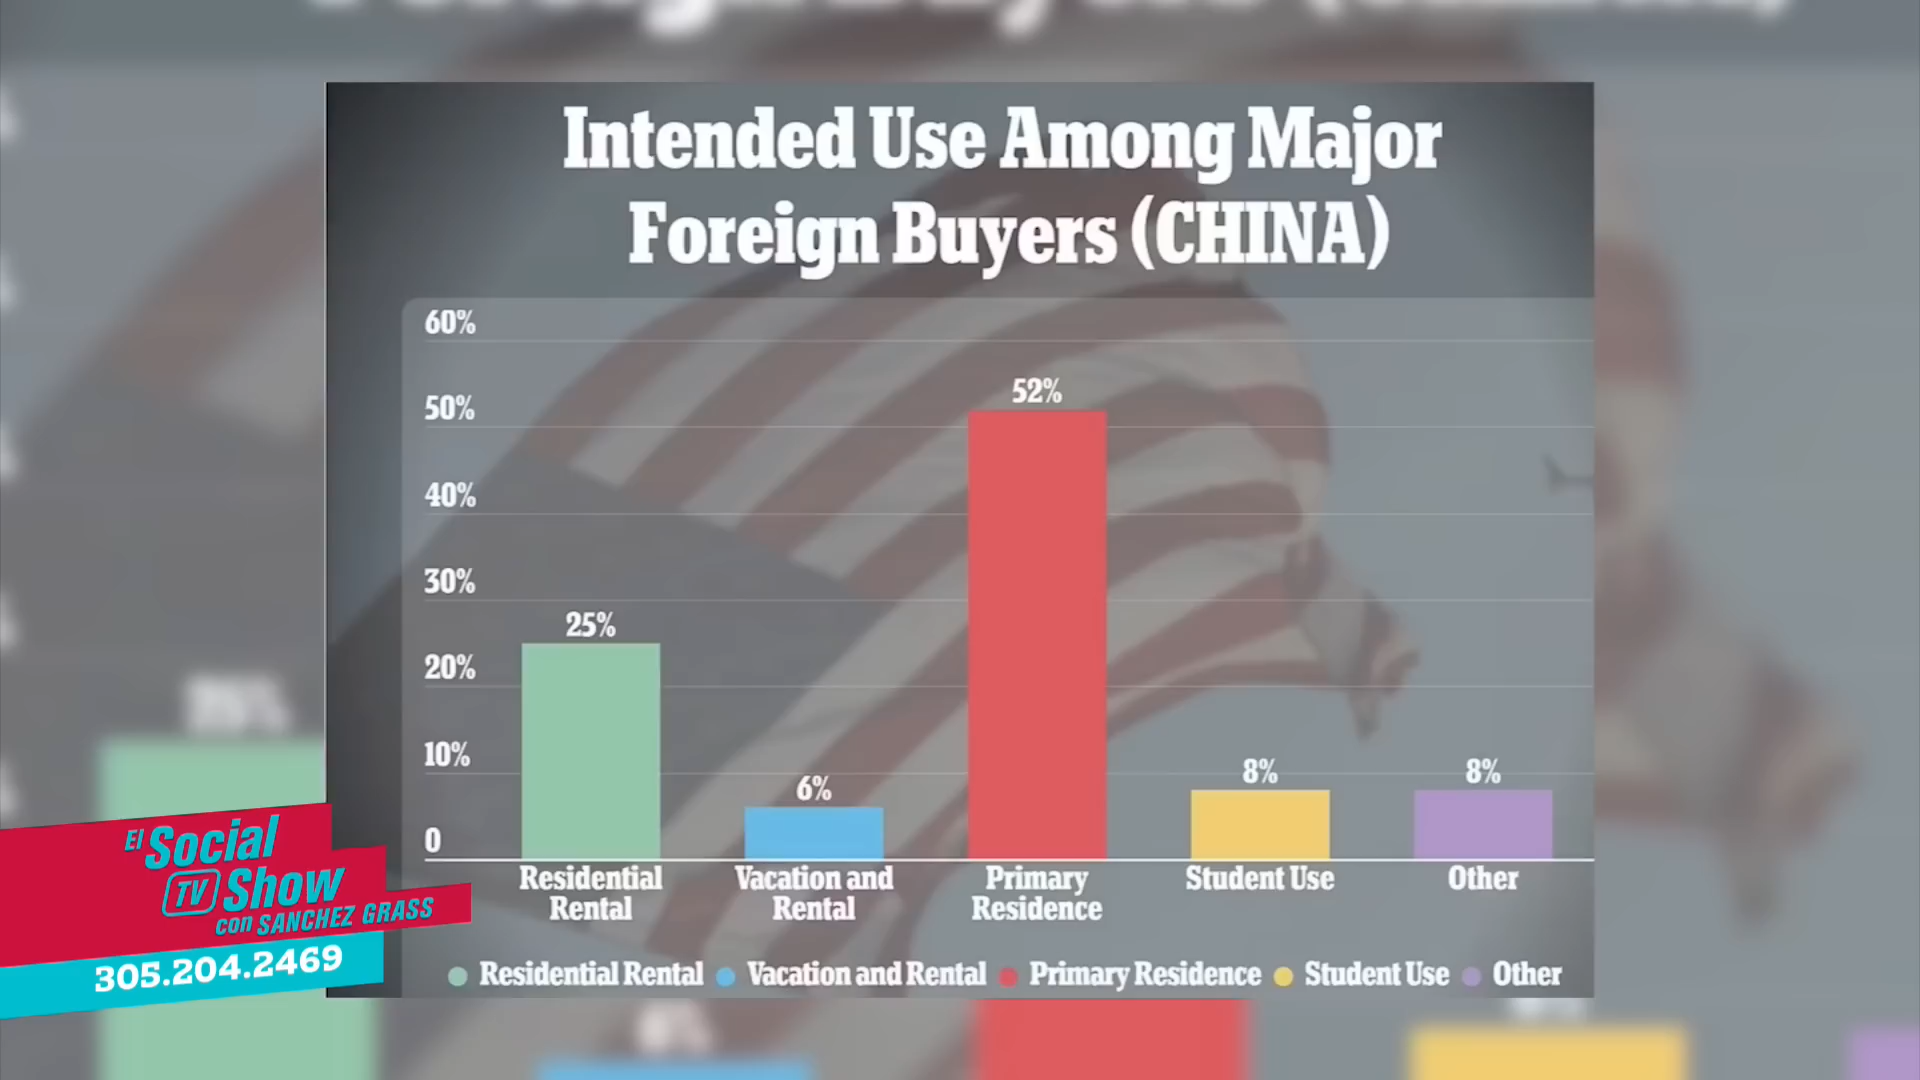 Intended Use Among Major
Foreign Buyers (CHINA)
60%
50%
40%
30%
20%
10%
0
25%
6%
52%
8%
8%
Residential
Rental
Vacation and
Rental
Primary
Residence
Student Use
Other
Residential Rental
Vacation and Rental
Primary Residence
Student Use
Other
El
Social
TV Show
con SANCHEZ GRASS
305.204.2469